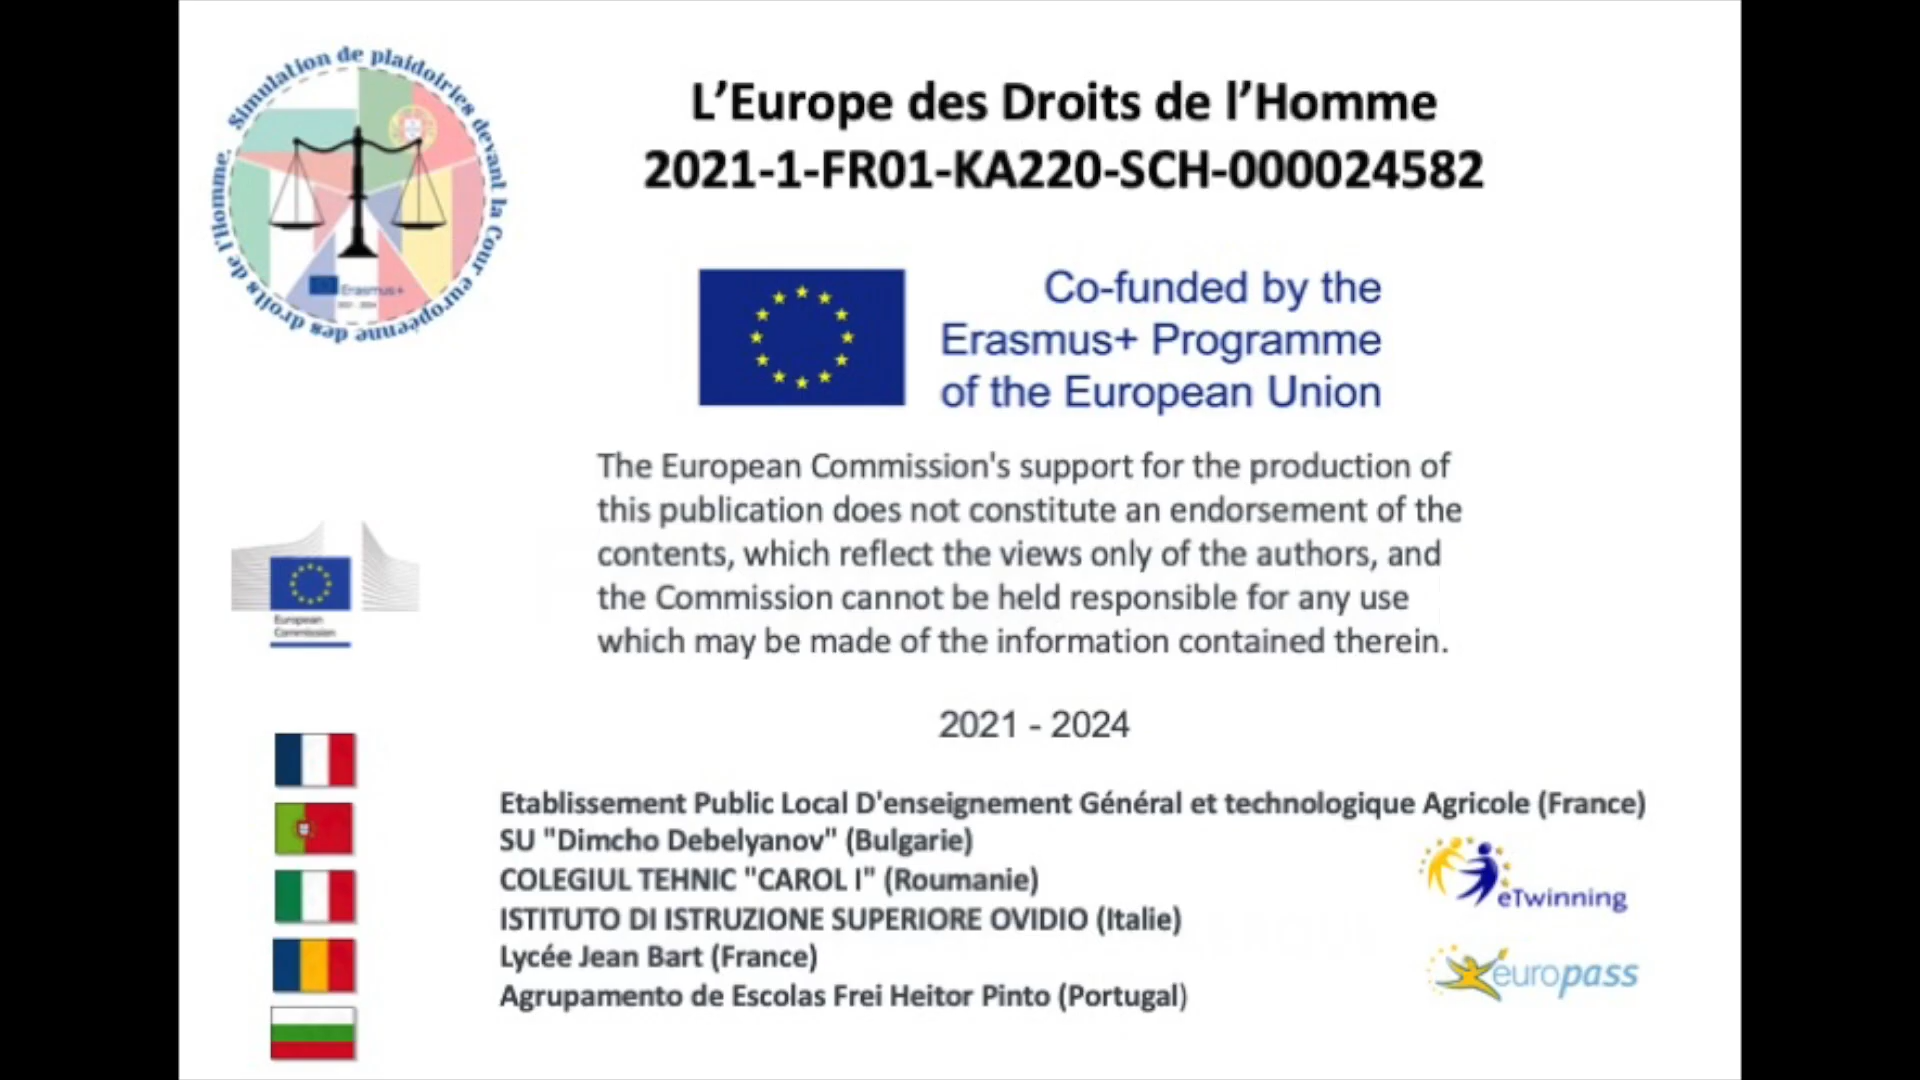 Simulation de plaidoiries devant la Cour européenne des droits de l'Homme.
L'Europe des Droits de l'Homme
2021-1-FR01-KA220-SCH-000024582
Erasmus+
2021 - 2024
Co-funded by the
Erasmus+ Programme
of the European Union
The European Commission's support for the production of
this publication does not constitute an endorsement of the
contents, which reflect the views only of the authors, and
the Commission cannot be held responsible for any use
which may be made of the information contained therein.
European
Commission
2021 - 2024
Etablissement Public Local D'enseignement Général et technologique Agricole (France)
SU "Dimcho Debelyanov" (Bulgarie)
COLEGIUL TEHNIC "CAROL I" (Roumanie)
ISTITUTO DI ISTRUZIONE SUPERIORE OVIDIO (Italie)
Lycée Jean Bart (France)
Agrupamento de Escolas Frei Heitor Pinto (Portugal)
eTwinning
europass